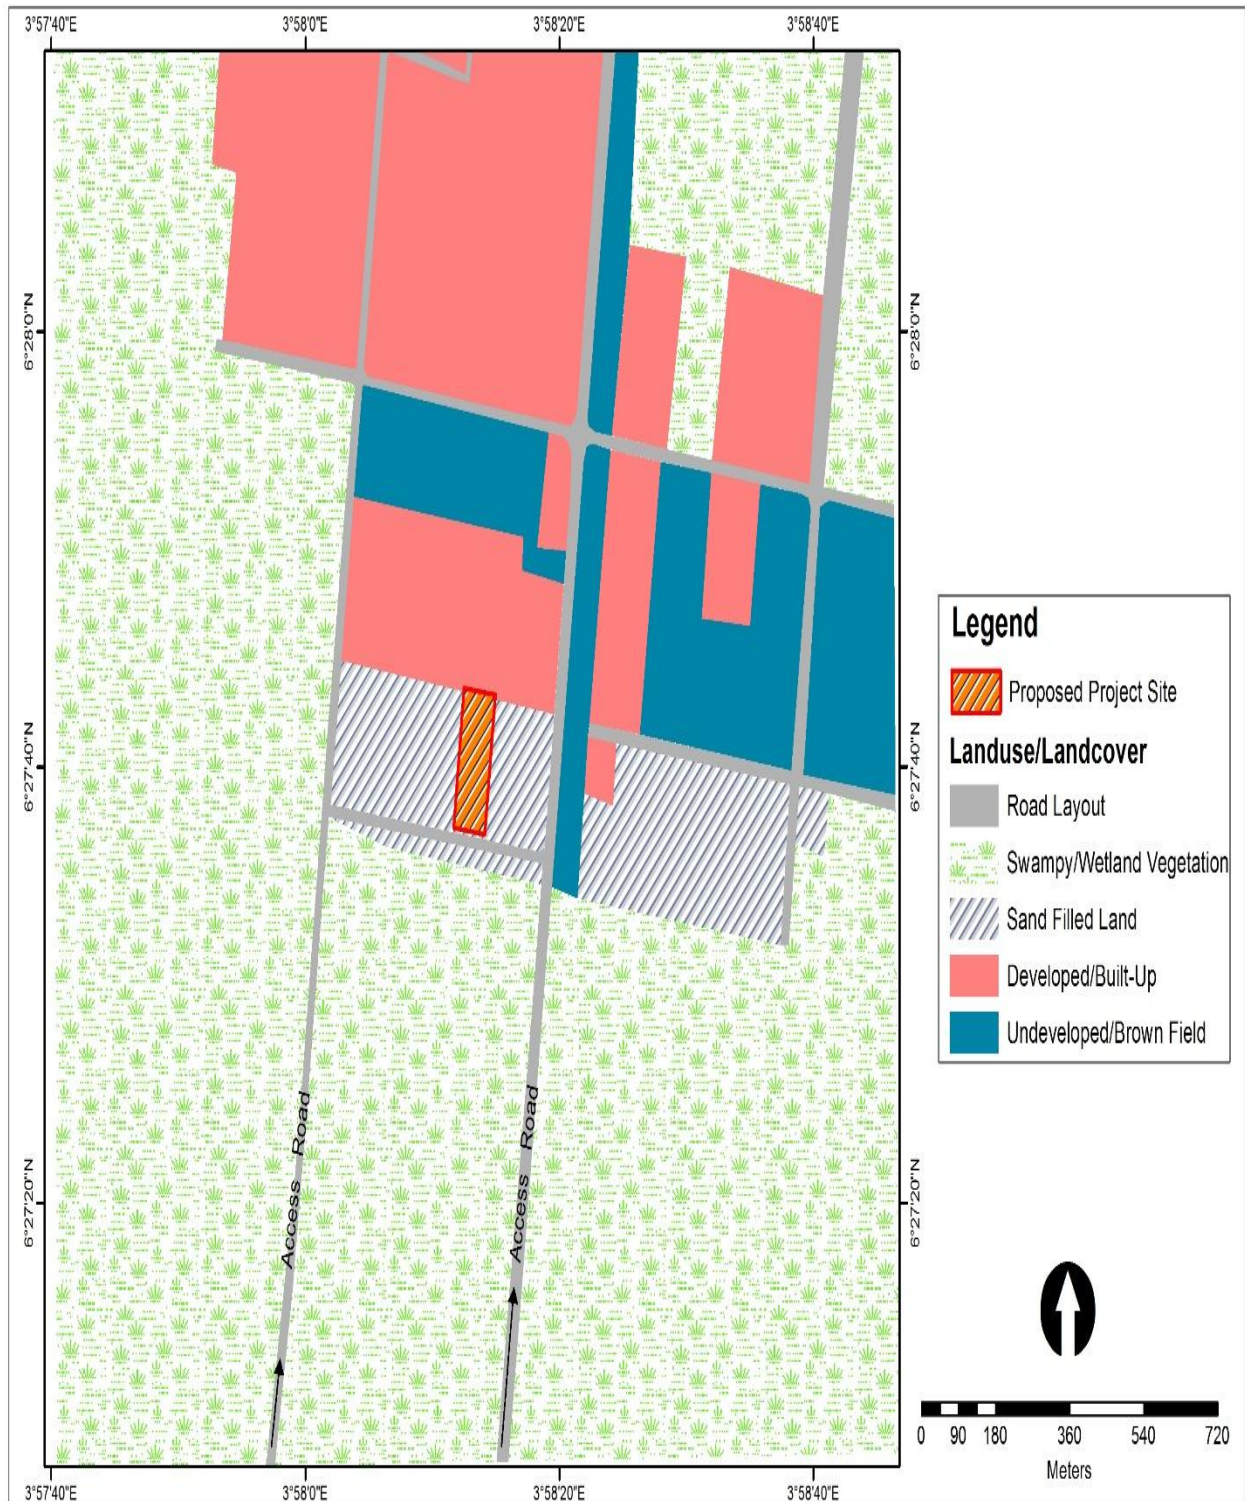 3°57'40"E 3°58'0"E 3°58'20"E 3°58'40"E
6°28'0"N 6°28'0"N
6°27'40"N 6°27'40"N
6°27'20"N 6°27'20"N
Access Road
Access Road
Legend
Proposed Project Site
Landuse/Landcover
Road Layout
Swampy/Wetland Vegetation
Sand Filled Land
Developed/Built-Up
Undeveloped/Brown Field
0 90 180 360 540 720
Meters
3°57'40"E 3°58'0"E 3°58'20"E 3°58'40"E